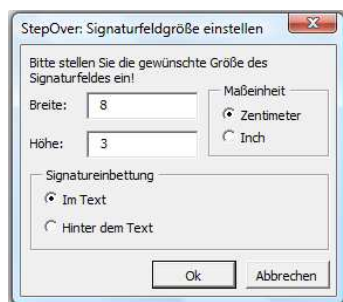 StepOver: Signaturfeldgröße einstellen
Bitte stellen Sie die gewünschte Größe des
Signaturfeldes ein!
Breite: 8
Höhe: 3
Maßeinheit
Zentimeter
Inch
Signatureinbettung
Im Text
Hinter dem Text
Ok Abbrechen